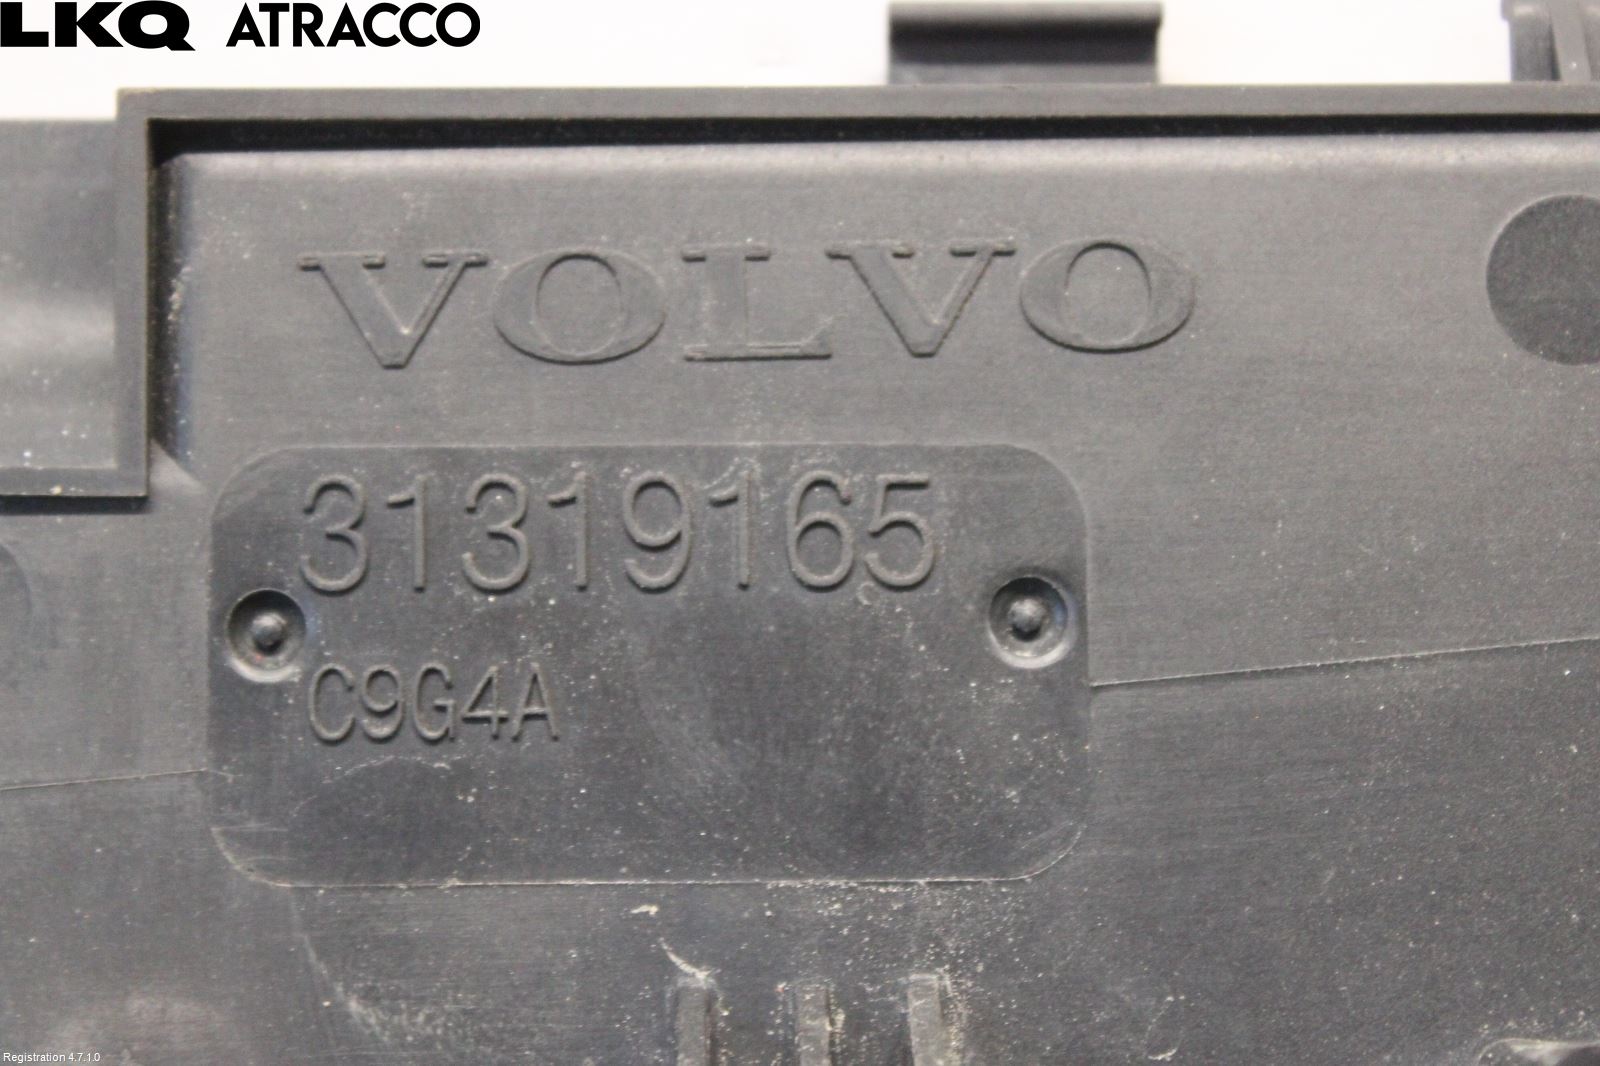 LKQ ATRACCO
VOLVO
31319165
C9G4A
Registration 4.7.1.0